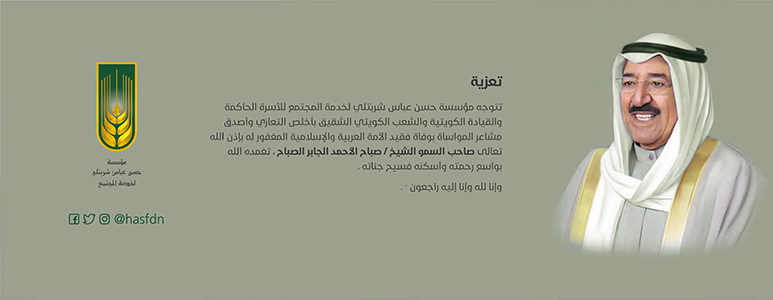 تعزية
تتوجه مؤسسة حسن عباس شربتلي لخدمة المجتمع للأسرة الحاكمة
والقيادة الكويتية والشعب الكويتي الشقيق بأخلص التعازي وأصدق
مشاعر المواساة بوفاة فقيد الأمة العربية والإسلامية المغفور له بإذن الله
تعالى صاحب السمو الشيخ / صباح الأحمد الجابر الصباح ، تغمده الله
بواسع رحمته وأسكنه فسيح جناته .
وإنا لله وإنا إليه راجعون " .
مؤسسة
حسن عباس شربتلي
لخدمة المجتمع
@hasfdn